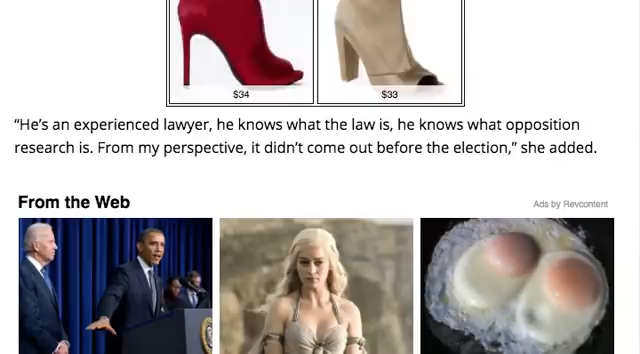 $34
$33
“He’s an experienced lawyer, he knows what the law is, he knows what opposition
research is. From my perspective, it didn’t come out before the election,” she added.
From the Web
Ads by Revcontent